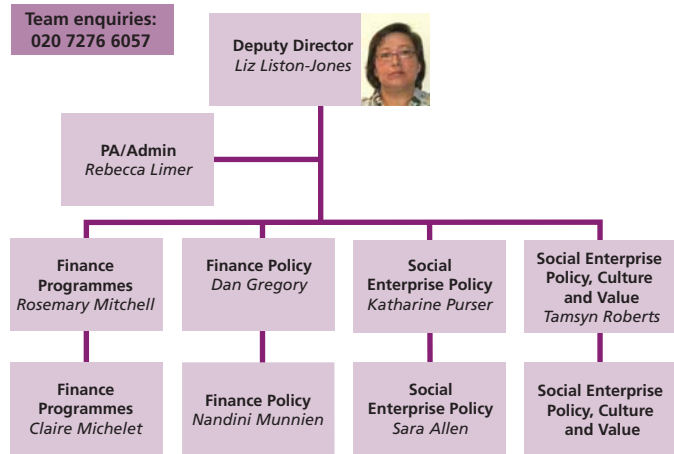 Team enquiries:
020 7276 6057
Deputy Director
Liz Liston-Jones
PA/Admin
Rebecca Limer
Finance
Programmes
Rosemary Mitchell
Finance Policy
Dan Gregory
Social
Enterprise Policy
Katharine Purser
Social Enterprise
Policy, Culture
and Value
Tamsyn Roberts
Finance
Programmes
Claire Michelet
Finance Policy
Nandini Munnien
Social
Enterprise Policy
Sara Allen
Social Enterprise
Policy, Culture
and Value